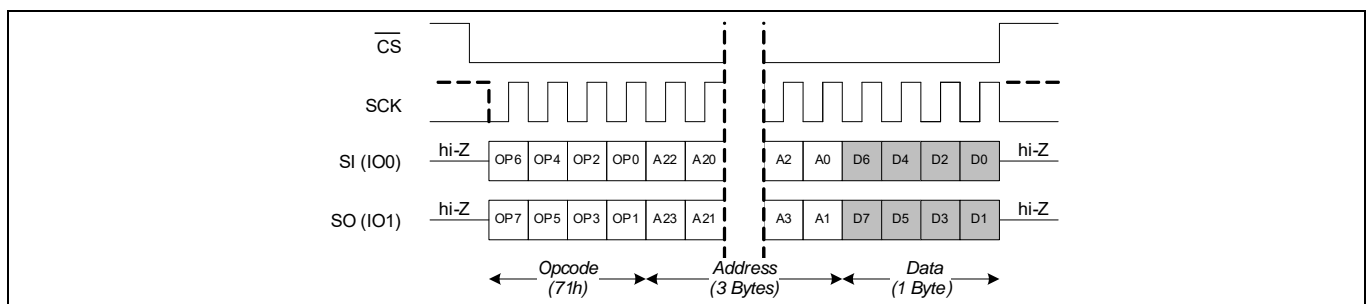 CS
SCK
SI (IO0) hi-Z OP6 OP4 OP2 OP0 A22 A20 A2 A0 D6 D4 D2 D0 hi-Z
SO (IO1) hi-Z OP7 OP5 OP3 OP1 A23 A21 A3 A1 D7 D5 D3 D1 hi-Z
Opcode Address Data
(71h) (3 Bytes) (1 Byte)